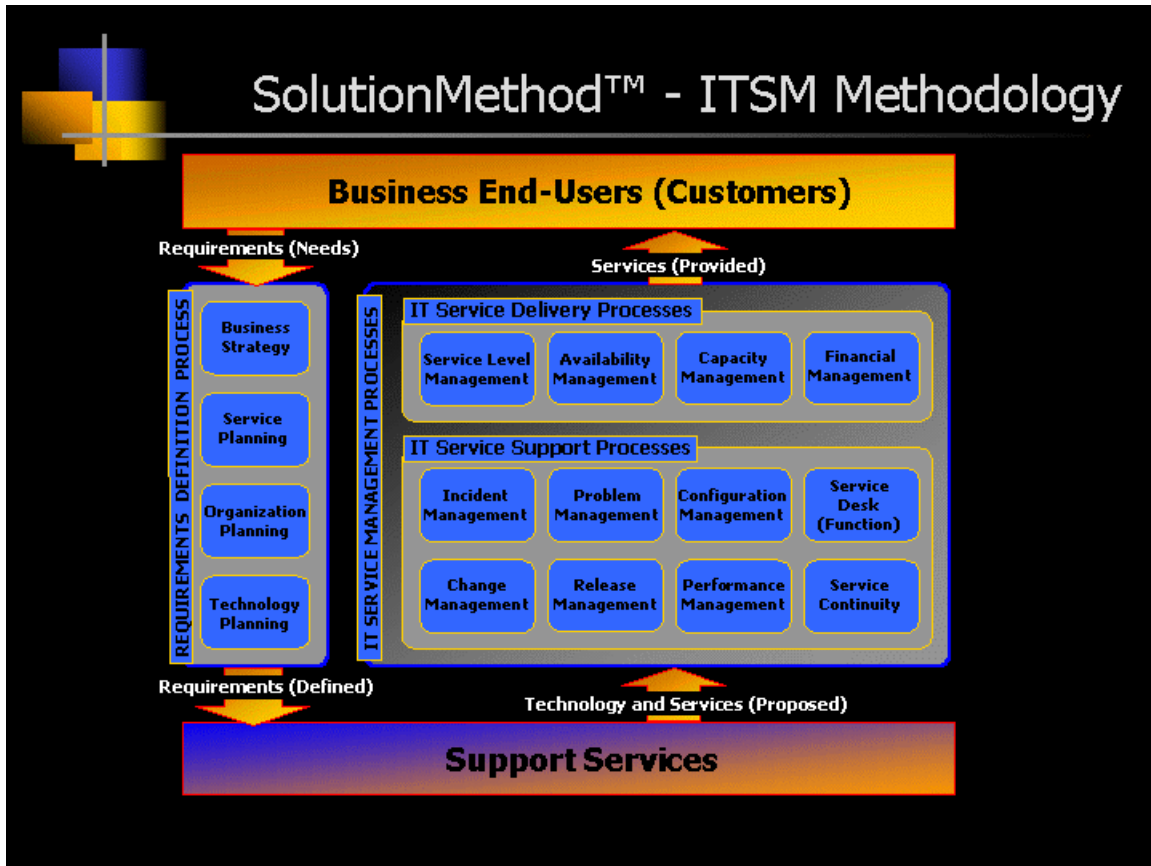 SolutionMethod™ - ITSM Methodology
Business End-Users (Customers)
Requirements (Needs)
Services (Provided)
REQUIREMENTS DEFINITION PROCESS
Business
Strategy
Service
Planning
Organization
Planning
Technology
Planning
IT SERVICE MANAGEMENT PROCESSES
IT Service Delivery Processes
Service Level
Management
Availability
Management
Capacity
Management
Financial
Management
IT Service Support Processes
Incident
Management
Problem
Management
Configuration
Management
Service
Desk
(Function)
Change
Management
Release
Management
Performance
Management
Service
Continuity
Requirements (Defined)
Technology and Services (Proposed)
Support Services